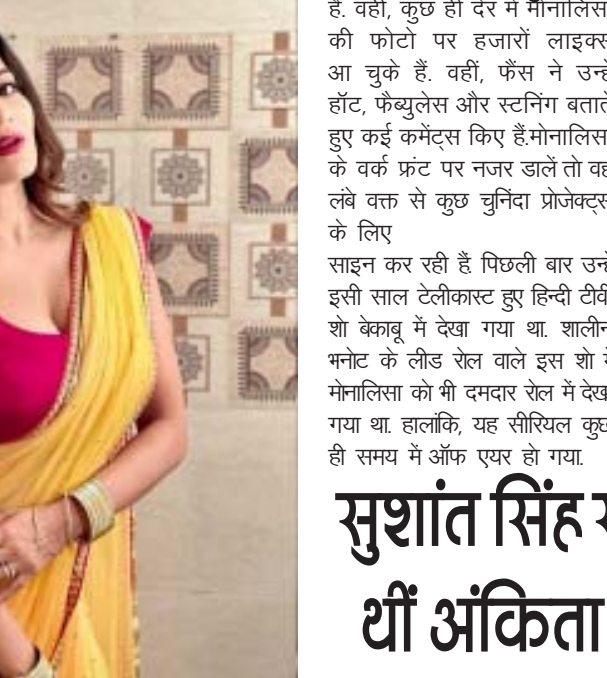 हैं. वहीं, कुछ ही देर में मोनालिसा
की फोटो पर हजारों लाइक्स
आ चुके हैं. वहीं, फैंस ने उन्हें
हॉट, फैब्युलेस और स्टनिंग बताते
हुए कई कमेंट्स किए हैं.मोनालिसा
के वर्क फ्रंट पर नजर डालें तो वह
लंबे वक्त से कुछ चुनिंदा प्रोजेक्ट्स
के लिए
साइन कर रही हैं. पिछली बार उन्हें
इसी साल टेलीकास्ट हुए हिन्दी टीवी
शो बेकाबू में देखा गया था. शालीन
भनोट के लीड रोल वाले इस शो में
मोनालिसा को भी दमदार रोल में देखा
गया था. हालांकि, यह सीरियल कुछ
ही समय में ऑफ एयर हो गया.
सुशांत सिंह
थीं अंकिता